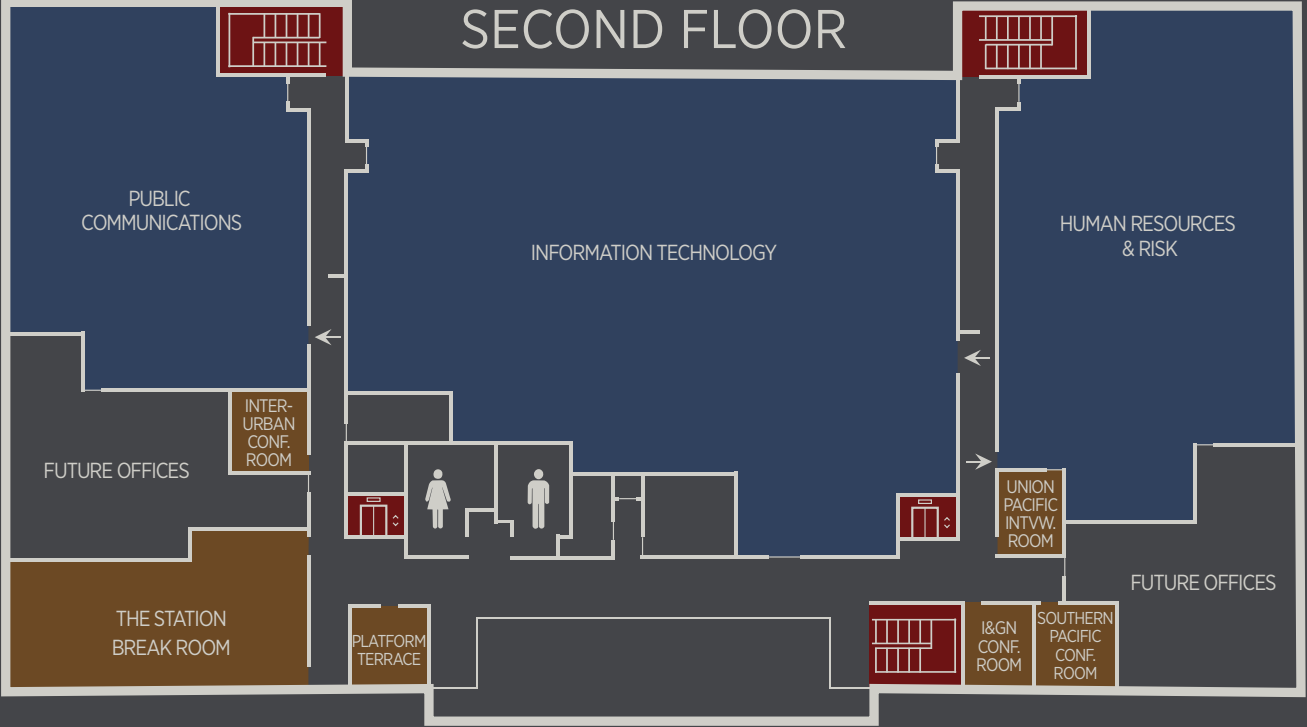 SECOND FLOOR
PUBLIC
COMMUNICATIONS
INFORMATION TECHNOLOGY
HUMAN RESOURCES
& RISK
INTER-
URBAN
CONF.
ROOM
FUTURE OFFICES
UNION
PACIFIC
INTVW.
ROOM
FUTURE OFFICES
THE STATION
BREAK ROOM
PLATFORM
TERRACE
I&GN
CONF.
ROOM
SOUTHERN
PACIFIC
CONF.
ROOM